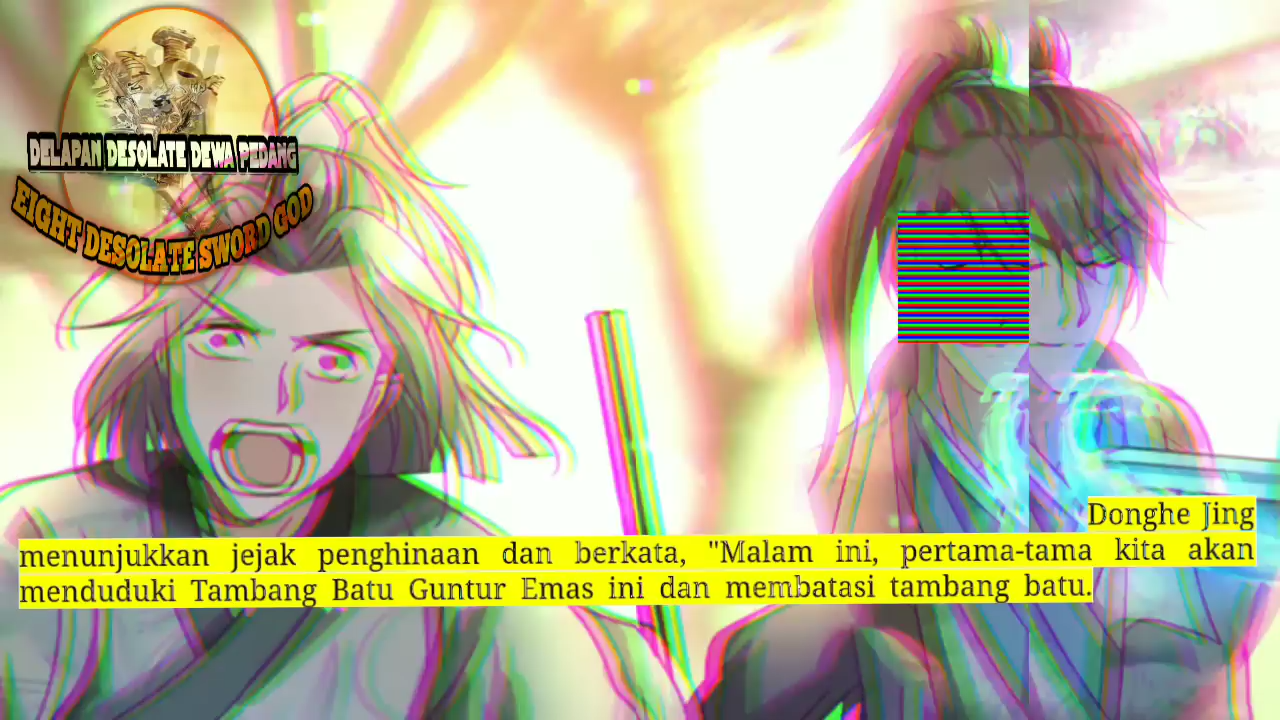 DELAPAN DESOLATE DEWA PEDANG
EIGHT DESOLATE SWORD GOD
Donghe Jing
menunjukkan jejak penghinaan dan berkata, "Malam ini, pertama-tama kita akan
menduduki Tambang Batu Guntur Emas ini dan membatasi tambang batu.